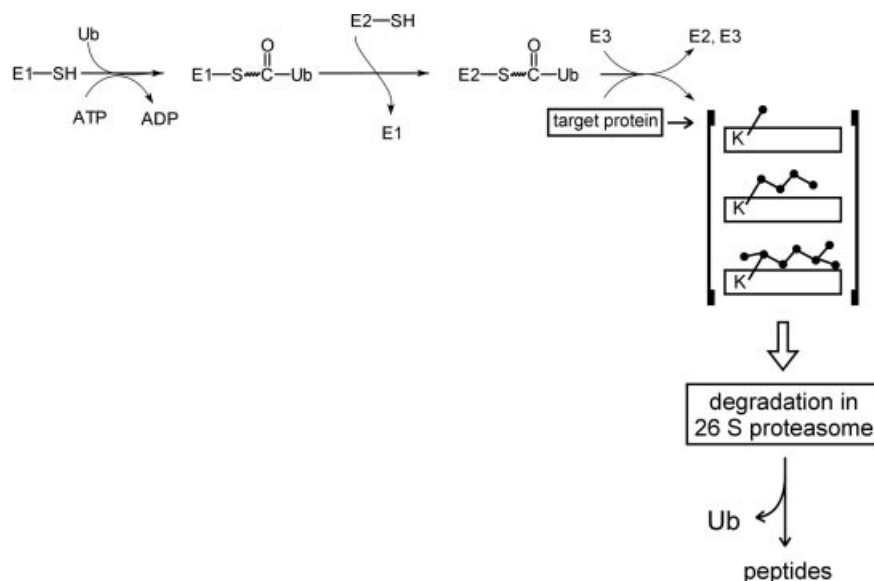 Ub
E1-SH
ATP
ADP
O
E1-S-C-Ub
E2-SH
E1
O
E2-S-C-Ub
E3
E2, E3
target protein
K
K
K
degradation in
26 S proteasome
Ub
peptides